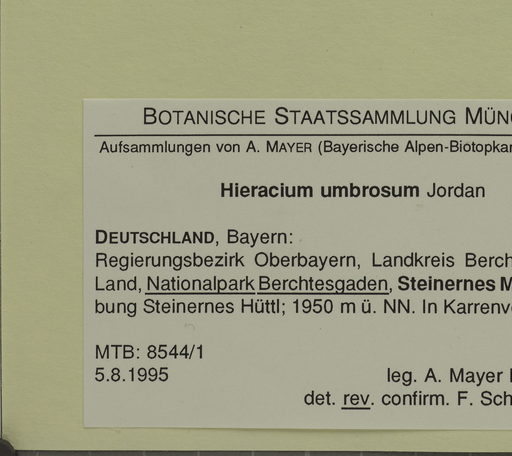 BOTANISCHE STAATSSAMMLUNG MÜN
Aufsammlungen von A. MAYER (Bayerische Alpen-Biotopkar
Hieracium umbrosum Jordan
DEUTSCHLAND, Bayern:
Regierungsbezirk Oberbayern, Landkreis Berch
Land, Nationalpark Berchtesgaden, Steinernes M
bung Steinernes Hüttl; 1950 m ü. NN. In Karrenv
MTB: 8544/1
5.8.1995 leg. A. Mayer
det. rev. confirm. F. Sch